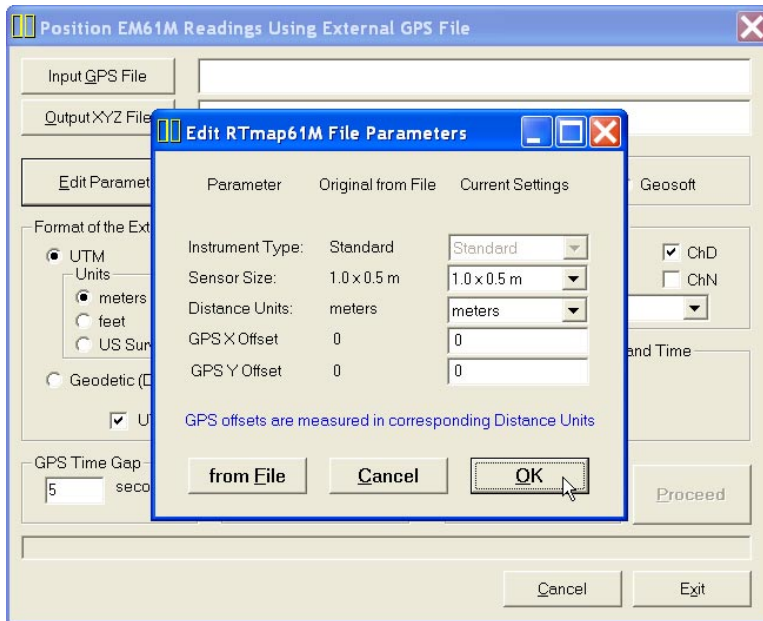 Position EM61M Readings Using External GPS File
Input GPS File
Output XYZ File
Edit RTmap61M File Parameters
Edit Paramet
Parameter Original from File Current Settings
Geosoft
Format of the Ext
Instrument Type: Standard Standard
ChD
UTM
Units
Sensor Size: 1.0 x 0.5 m 1.0 x 0.5 m
ChN
meters
Distance Units: meters meters
feet
GPS X Offset 0 0
US Sur
and Time
GPS Y Offset 0 0
Geodetic (D
GPS offsets are measured in corresponding Distance Units
GPS Time Gap
5 seco
from File Cancel OK
Proceed
Cancel Exit